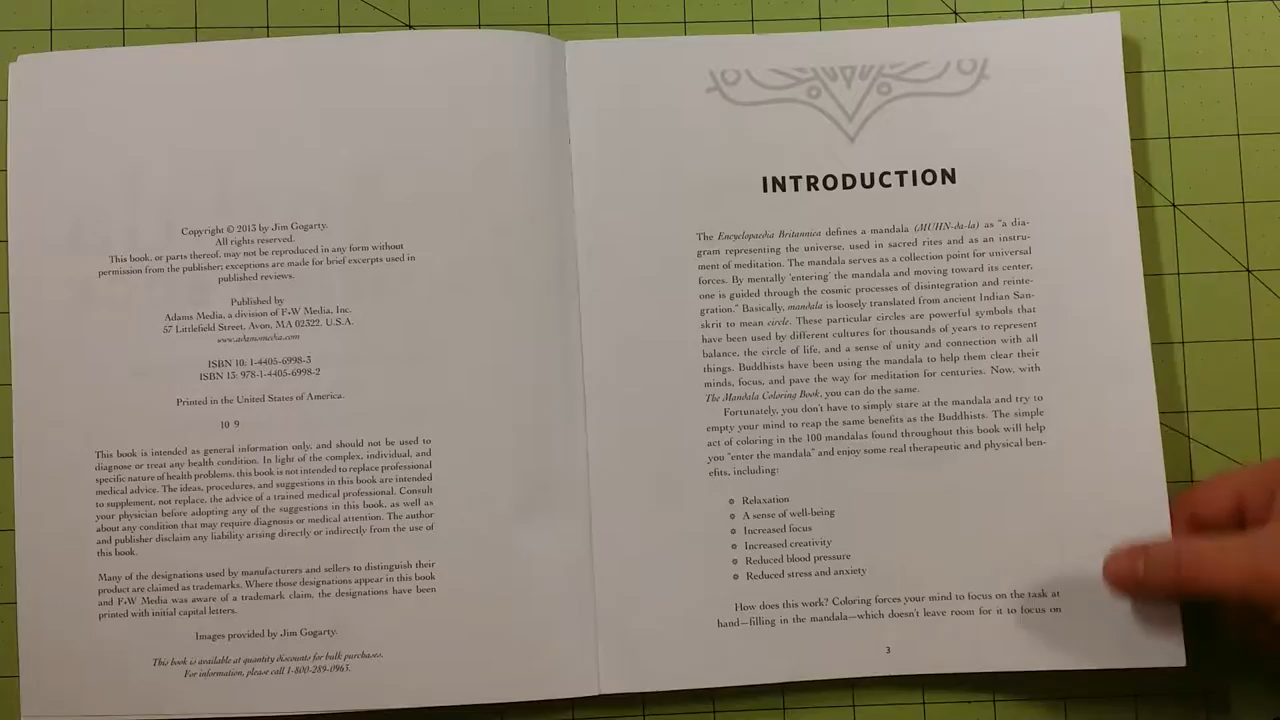 Copyright © 2013 by Jim Gogarty.
All rights reserved.
This book, or parts thereof, may not be reproduced in any form without
permission from the publisher; exceptions are made for brief excerpts used in
published reviews.
Published by
Adams Media, a division of F+W Media, Inc.
57 Littlefield Street, Avon, MA 02322. U.S.A.
www.adamsmedia.com
ISBN 10: 1-4405-6998-3
ISBN 13: 978-1-4405-6998-2
Printed in the United States of America.
10 9
This book is intended as general information only, and should not be used to
diagnose or treat any health condition. In light of the complex, individual, and
specific nature of health problems, this book is not intended to replace professional
medical advice. The ideas, procedures, and suggestions in this book are intended
to supplement, not replace, the advice of a trained medical professional. Consult
your physician before adopting any of the suggestions in this book, as well as
about any condition that may require diagnosis or medical attention. The author
and publisher disclaim any liability arising directly or indirectly from the use of
this book.
Many of the designations used by manufacturers and sellers to distinguish their
product are claimed as trademarks. Where those designations appear in this book
and F+W Media was aware of a trademark claim, the designations have been
printed with initial capital letters.
Images provided by Jim Gogarty.
This book is available at quantity discounts for bulk purchases.
For information, please call 1-800-289-0963.
INTRODUCTION
The Encyclopaedia Britannica defines a mandala (MUHN-da-la) as "a dia-
gram representing the universe, used in sacred rites and as an instru-
ment of meditation. The mandala serves as a collection point for universal
forces. By mentally 'entering' the mandala and moving toward its center,
one is guided through the cosmic processes of disintegration and reinte-
gration." Basically, mandala is loosely translated from ancient Indian San-
skrit to mean circle. These particular circles are powerful symbols that
have been used by different cultures for thousands of years to represent
balance, the circle of life, and a sense of unity and connection with all
things. Buddhists have been using the mandala to help them clear their
minds, focus, and pave the way for meditation for centuries. Now, with
The Mandala Coloring Book, you can do the same.
Fortunately, you don't have to simply stare at the mandala and try to
empty your mind to reap the same benefits as the Buddhists. The simple
act of coloring in the 100 mandalas found throughout this book will help
you "enter the mandala" and enjoy some real therapeutic and physical ben-
efits, including:
Relaxation
A sense of well-being
Increased focus
Increased creativity
Reduced blood pressure
Reduced stress and anxiety
How does this work? Coloring forces your mind to focus on the task at
hand—filling in the mandala—which doesn't leave room for it to focus on
3